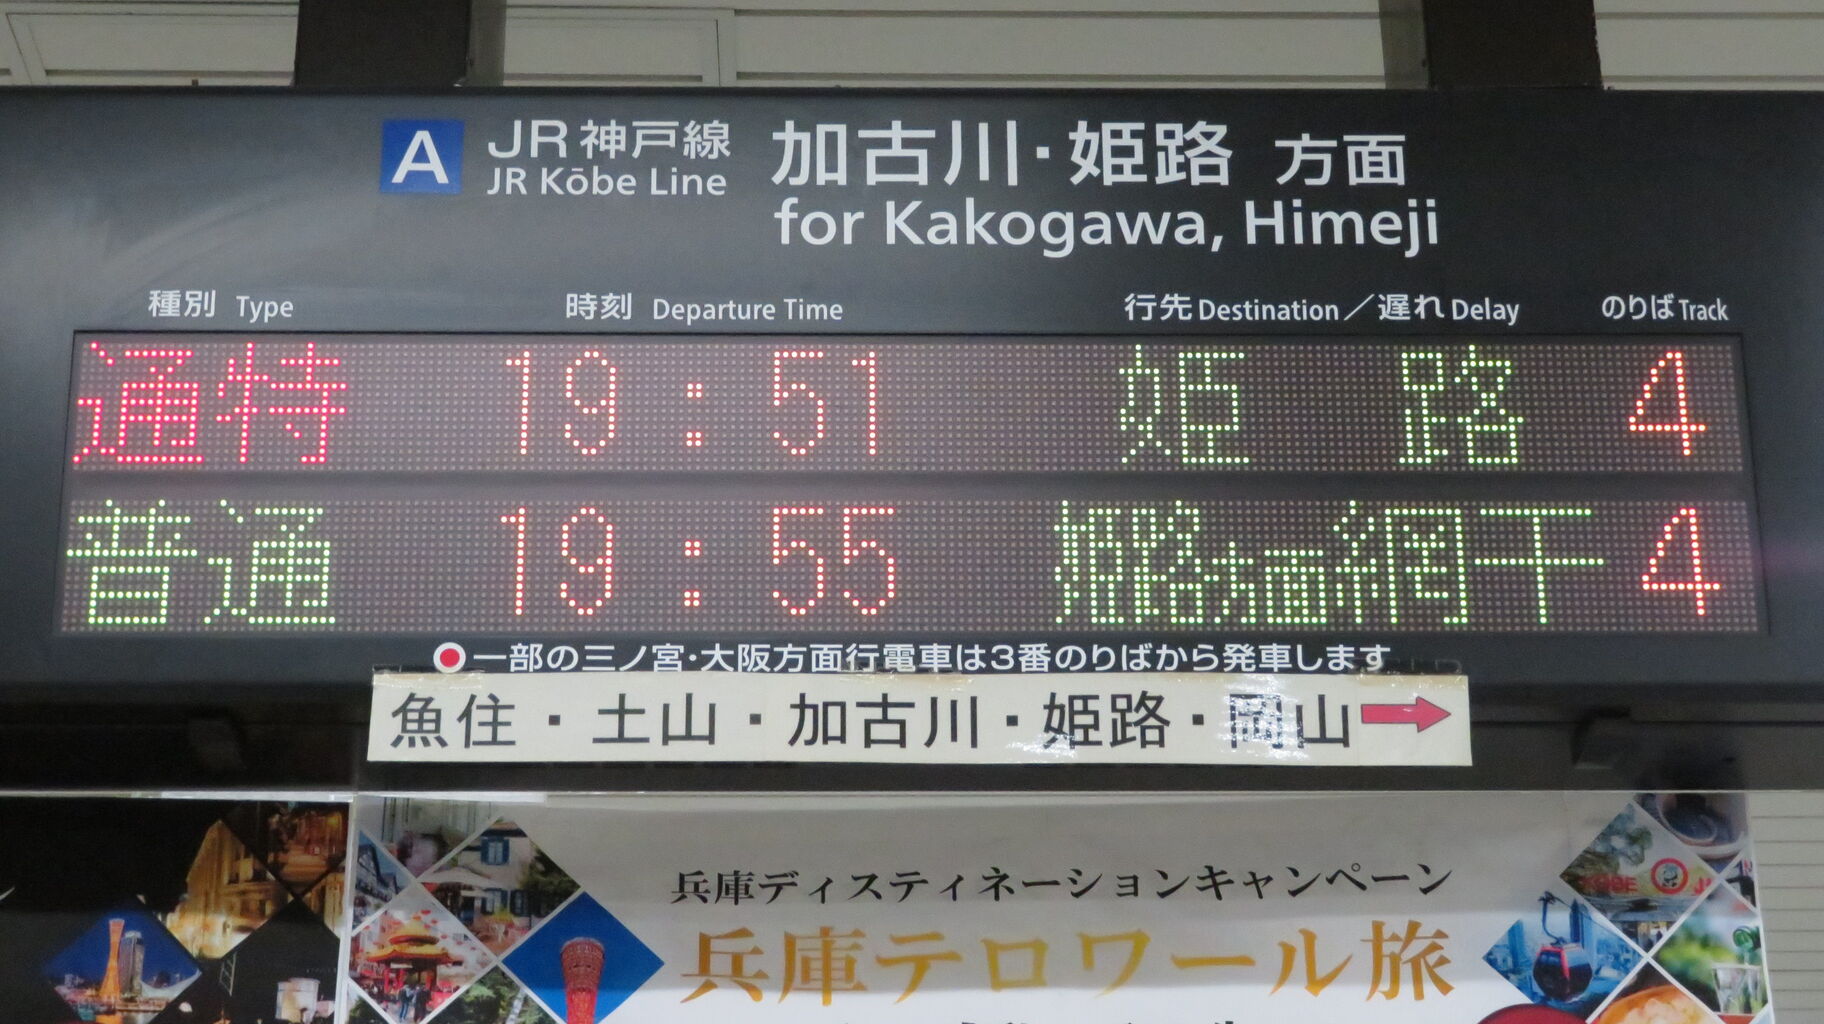 A JR神戸線 加古川・姫路 方面
JR Kōbe Line for Kakogawa, Himeji
種別 Type 時刻 Departure Time 行先 Destination／遅れ Delay のりば Track
通特 19:51 姫路 4
普通 19:55 姫路方面網干 4
一部の三ノ宮・大阪方面行電車は3番のりばから発車します
魚住・土山・加古川・姫路・岡山
兵庫ディスティネーションキャンペーン
兵庫テロワール旅
KOBE